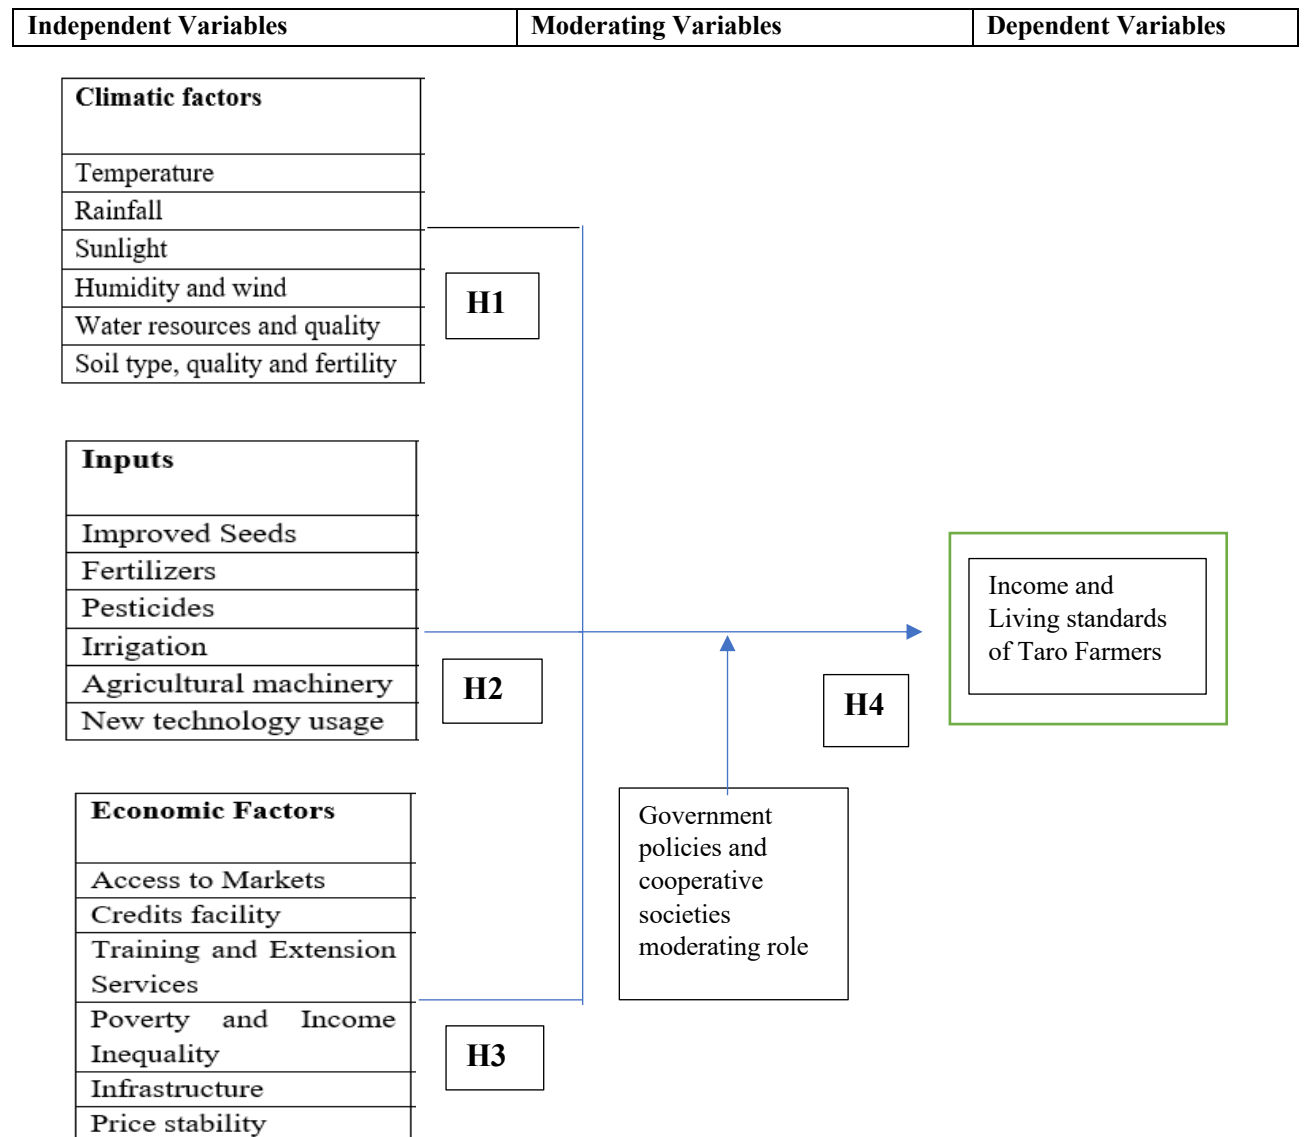 Independent Variables
Moderating Variables
Dependent Variables
Climatic factors
Temperature
Rainfall
Sunlight
Humidity and wind
Water resources and quality
Soil type, quality and fertility
H1
Inputs
Improved Seeds
Fertilizers
Pesticides
Irrigation
Agricultural machinery
New technology usage
H2
Economic Factors
Access to Markets
Credits facility
Training and Extension
Services
Poverty and Income
Inequality
Infrastructure
Price stability
H3
Government
policies and
cooperative
societies
moderating role
H4
Income and
Living standards
of Taro Farmers